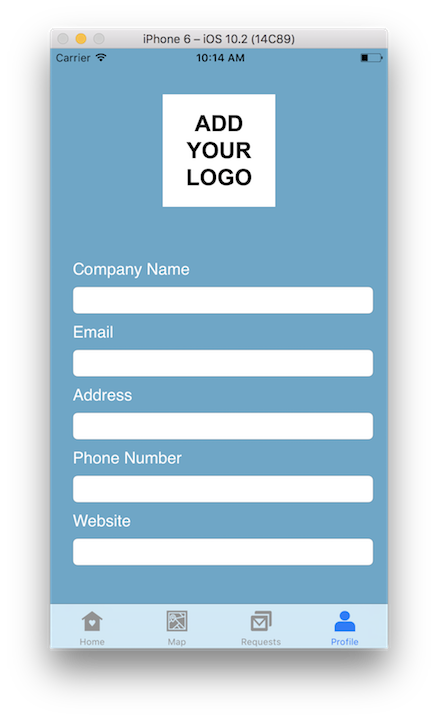 iPhone 6 – iOS 10.2 (14C89)
Carrier 10:14 AM
ADD
YOUR
LOGO
Company Name
Email
Address
Phone Number
Website
Home Map Requests Profile